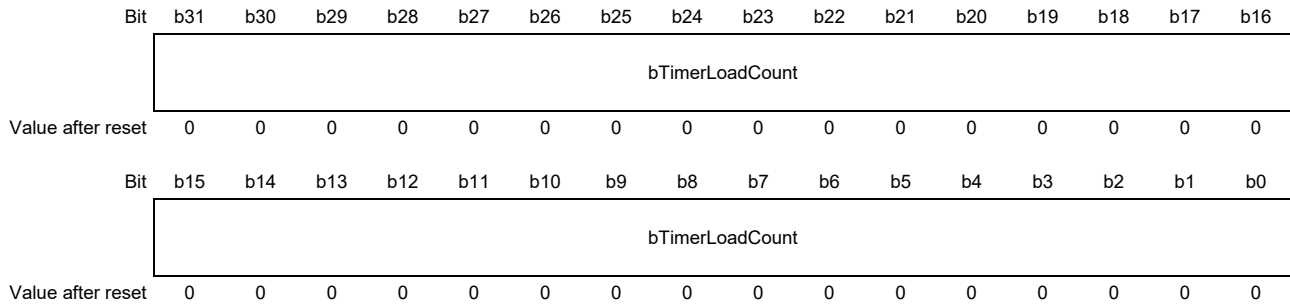 Bit b31 b30 b29 b28 b27 b26 b25 b24 b23 b22 b21 b20 b19 b18 b17 b16
bTimerLoadCount
Value after reset 0 0 0 0 0 0 0 0 0 0 0 0 0 0 0 0
Bit b15 b14 b13 b12 b11 b10 b9 b8 b7 b6 b5 b4 b3 b2 b1 b0
bTimerLoadCount
Value after reset 0 0 0 0 0 0 0 0 0 0 0 0 0 0 0 0